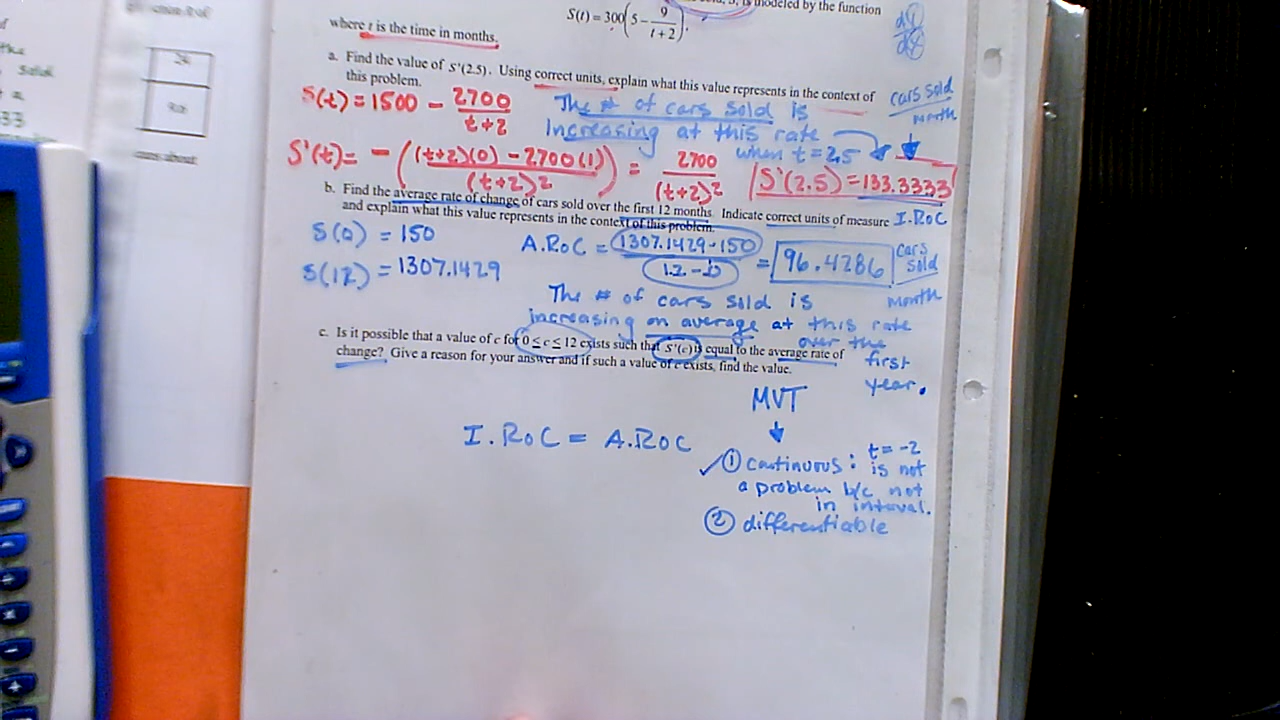 is modeled by the function
S(t) = 300(5 - 9/(t+2)),
where t is the time in months.
dy/dx
a. Find the value of S'(2.5). Using correct units, explain what this value represents in the context of
this problem.
cars sold
month
S(t) = 1500 - 2700/(t+2)
The # of cars sold is
Increasing at this rate
when t = 2.5
S'(t) = -((t+2)(0) - 2700(1)/(t+2)2) = 2700/(t+2)2
S'(2.5) = 133.3333
b. Find the average rate of change of cars sold over the first 12 months. Indicate correct units of measure
I.RoC
and explain what this value represents in the context of this problem.
S(0) = 150
S(12) = 1307.1429
A.RoC = 1307.1429 - 150/12 - 0 = 96.4286
cars sold
month
The # of cars sold is
increasing on average at this rate
over the
first
year.
c. Is it possible that a value of c for 0 ≤ c ≤ 12 exists such that S'(c) is equal to the average rate of
change? Give a reason for your answer and if such a value of c exists, find the value.
MVT
I.RoC = A.RoC
① continuous: t = -2
is not
a problem b/c not
in interval.
② differentiable